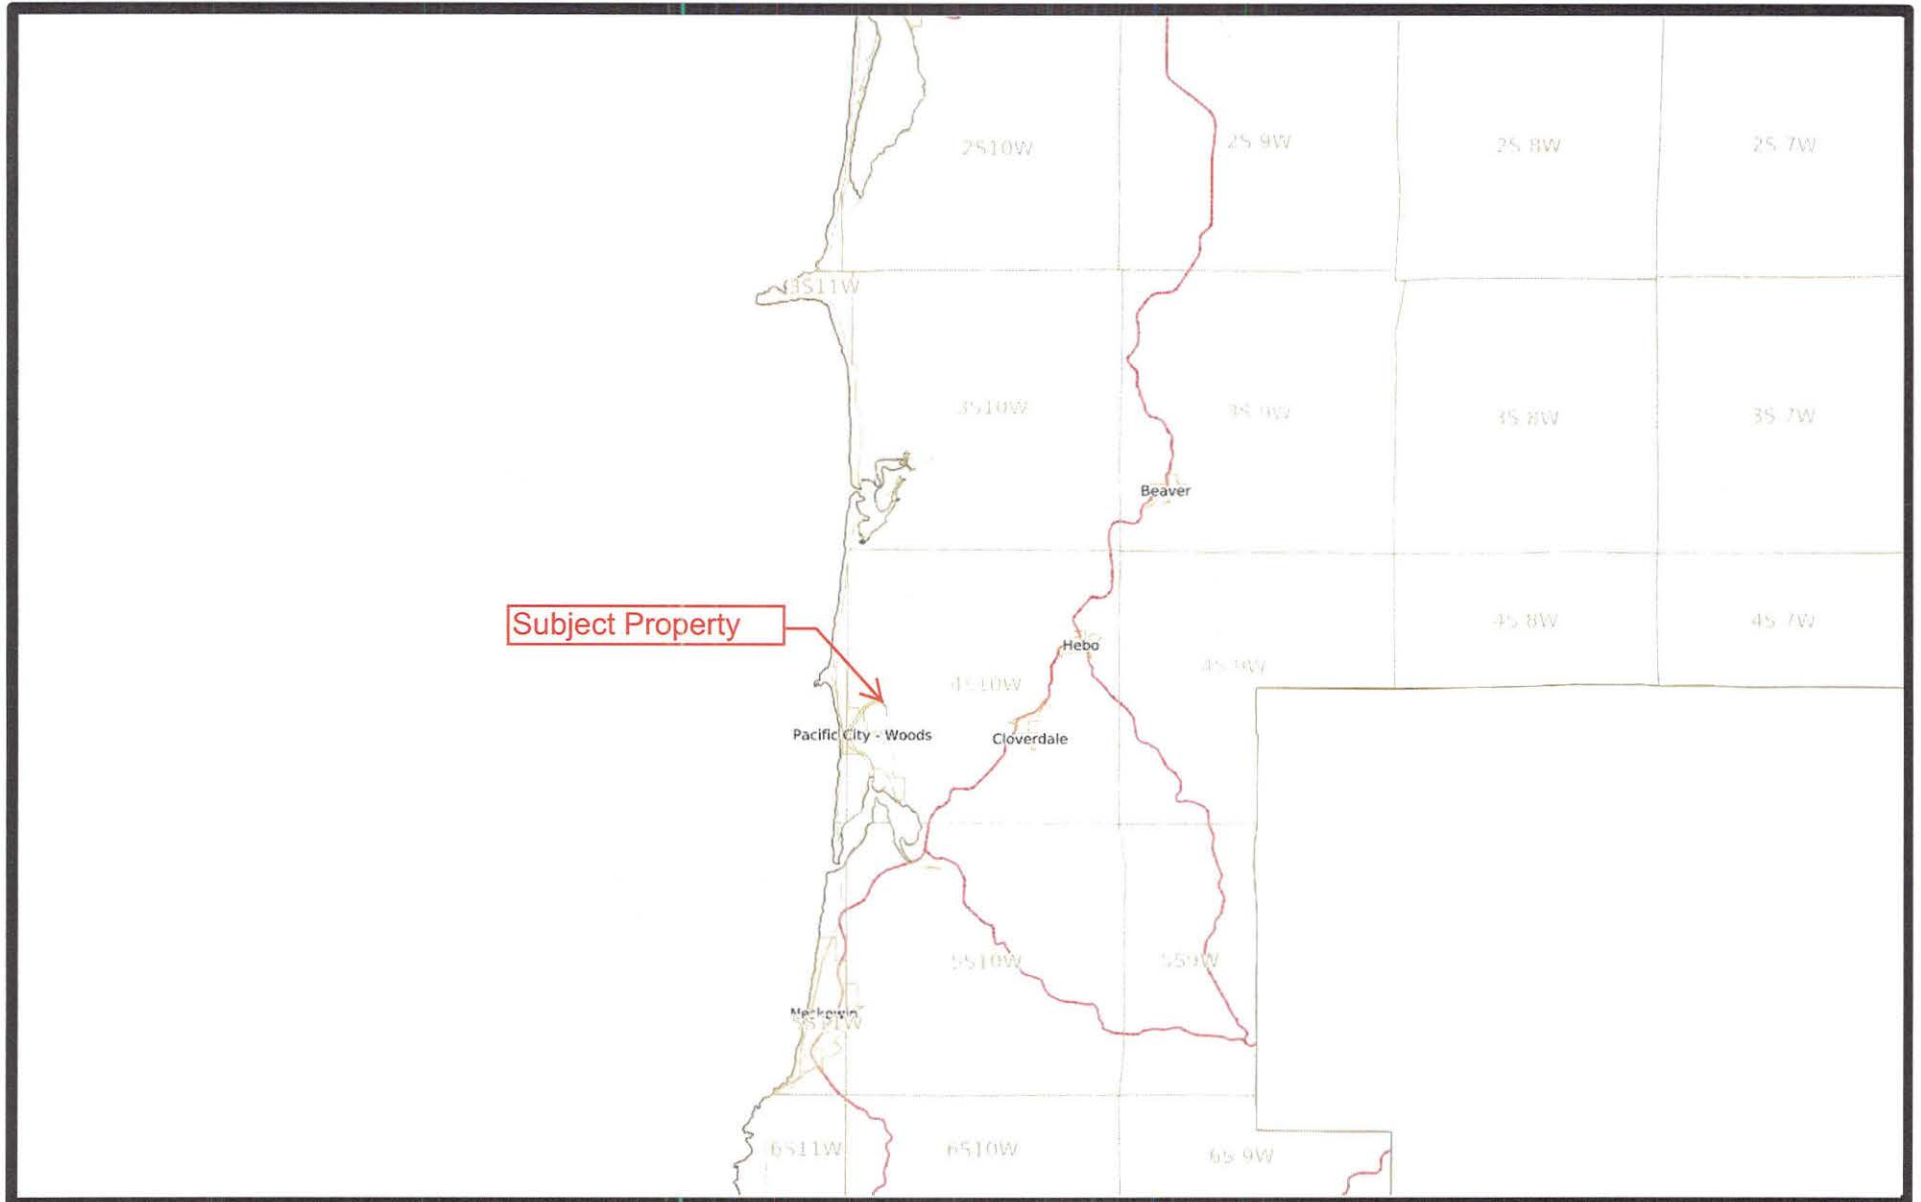 2S10W
2S 9W
2S 8W
2S 7W
3S11W
3S10W
3S 9W
3S 8W
3S 7W
Beaver
Subject Property
4S 8W
4S 7W
Hebo
4S 9W
4S10W
Pacific City - Woods
Cloverdale
5S10W
5S9W
Neskowin
5S11W
6S11W
6S10W
6S 9W